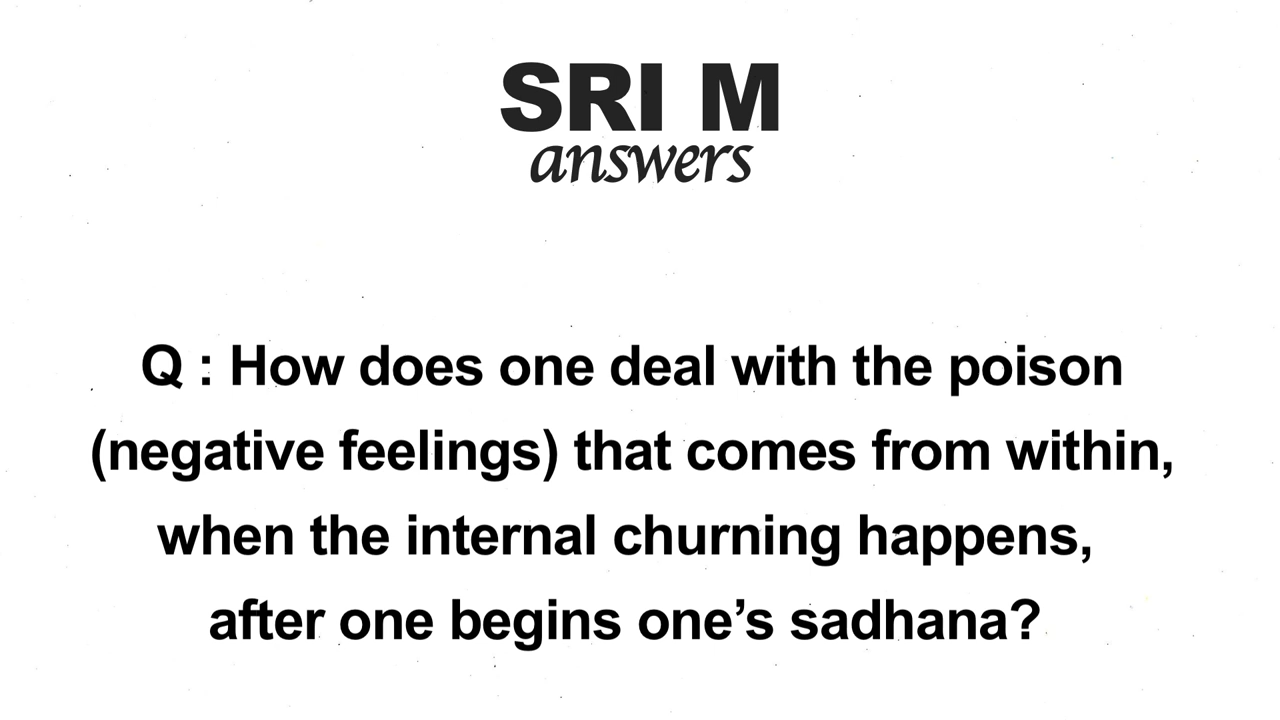 SRI M
answers
Q : How does one deal with the poison
(negative feelings) that comes from within,
when the internal churning happens,
after one begins one’s sadhana?